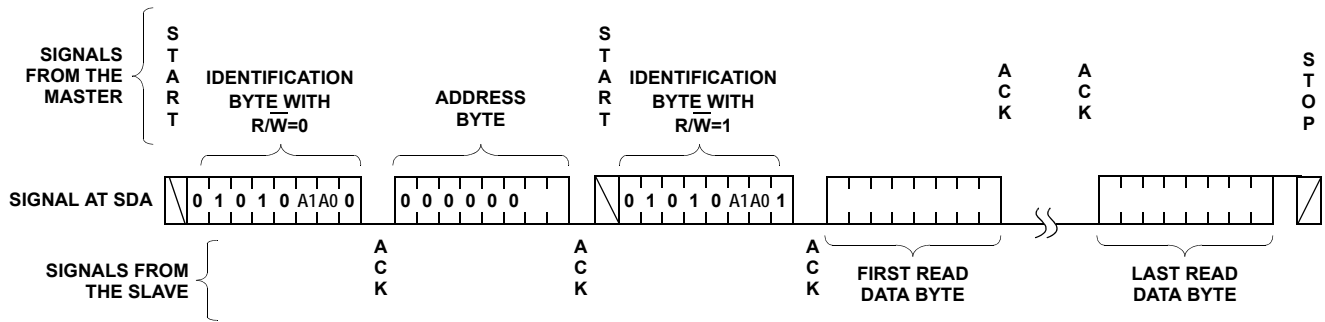 SIGNALS
FROM THE
MASTER
S
T
A
R
T
IDENTIFICATION
BYTE WITH
R/W̅=0
ADDRESS
BYTE
S
T
A
R
T
IDENTIFICATION
BYTE WITH
R/W̅=1
A
C
K
A
C
K
S
T
O
P
SIGNAL AT SDA
0 1 0 1 0 A1 A0 0
0 0 0 0 0 0
0 1 0 1 0 A1 A0 1
SIGNALS FROM
THE SLAVE
A
C
K
A
C
K
A
C
K
FIRST READ
DATA BYTE
LAST READ
DATA BYTE